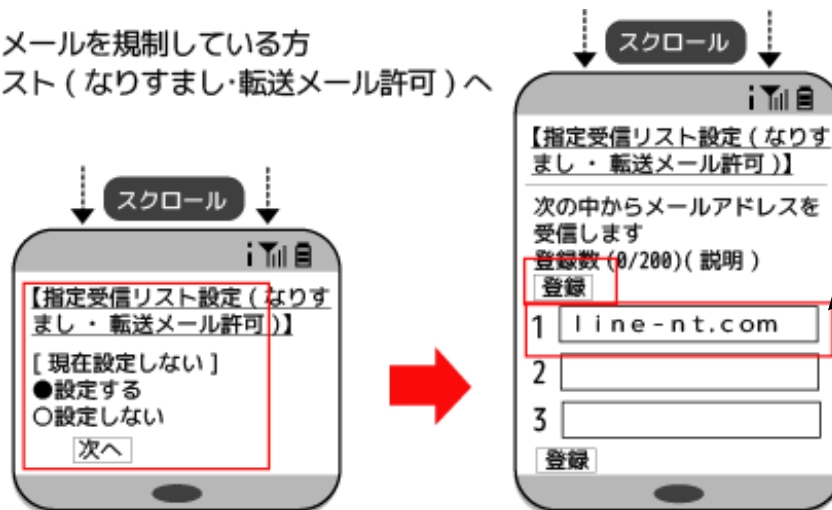 メールを規制している方
スト ( なりすまし･転送メール許可 ) へ
スクロール
【指定受信リスト設定 ( なりす
まし ・ 転送メール許可 )】
[ 現在設定しない ]
●設定する
○設定しない
次へ
スクロール
【指定受信リスト設定 ( なりす
まし ・ 転送メール許可 )】
次の中からメールアドレスを
受信します
登録数 (0/200)( 説明 )
登録
1 line-nt.com
2
3
登録